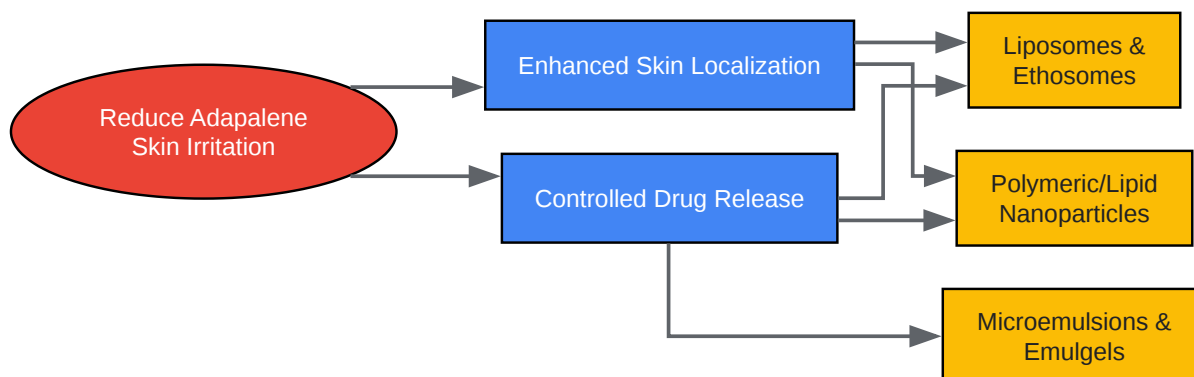 Reduce Adapalene
Skin Irritation
Enhanced Skin Localization
Controlled Drug Release
Liposomes &
Ethosomes
Polymeric/Lipid
Nanoparticles
Microemulsions &
Emulgels